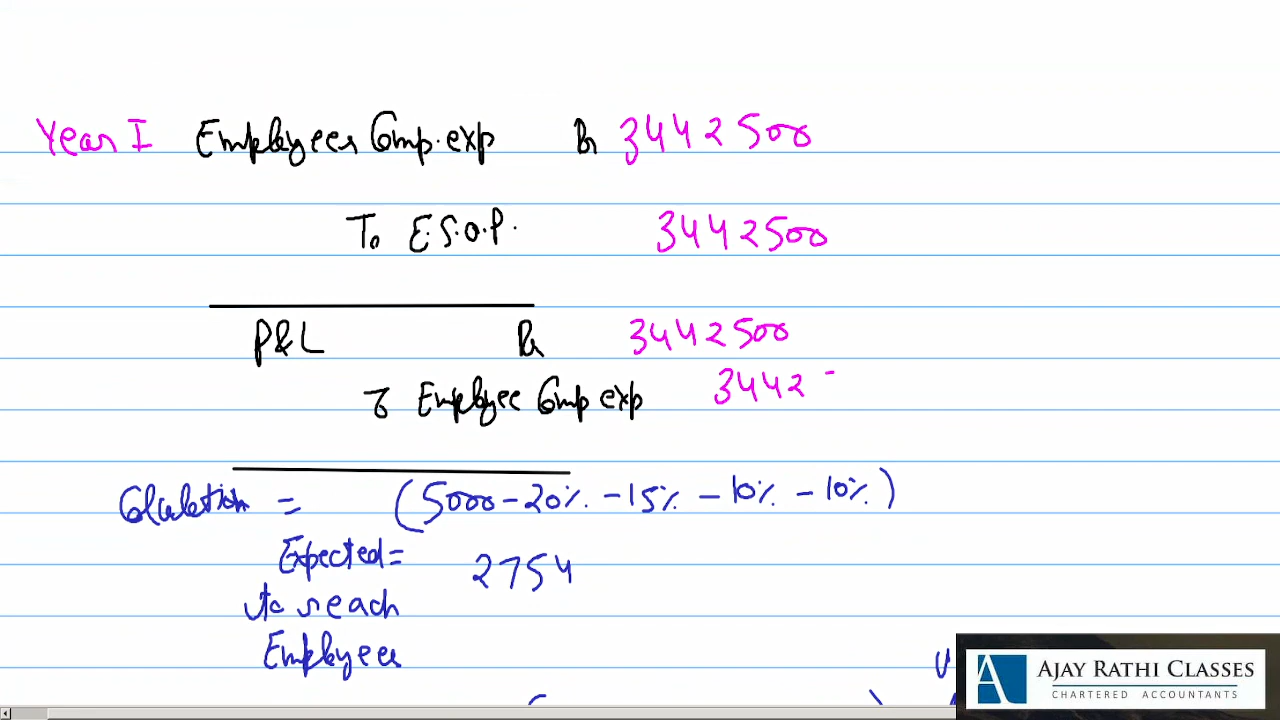 Year I Employees Comp. exp Dr 3442500
To E.S.O.P. 3442500
P&L Dr 3442500
To Employee Comp exp 3442
Calculation = (5000 - 20% - 15% - 10% - 10%)
Expected = 2754
to reach
Employees
AJAY RATHI CLASSES
CHARTERED ACCOUNTANTS